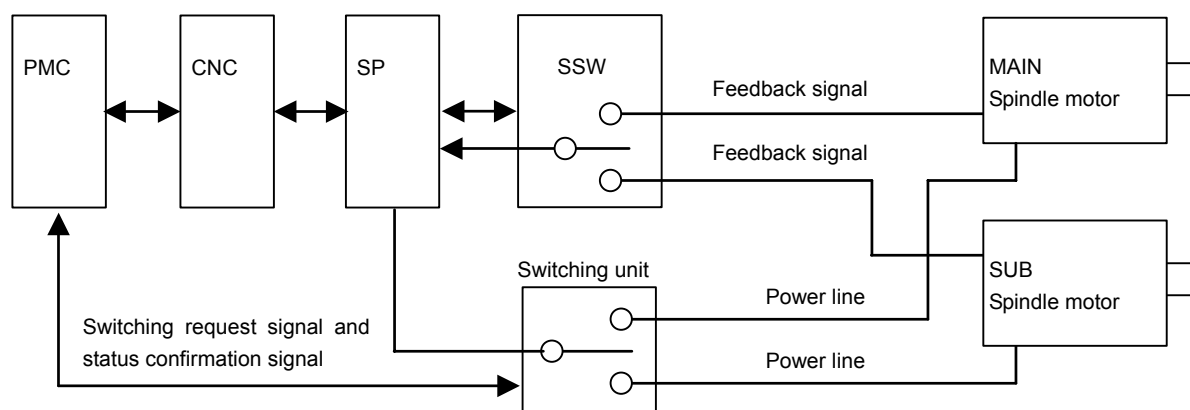 PMC
CNC
SP
SSW
Feedback signal
MAIN
Spindle motor
Feedback signal
Switching unit
SUB
Spindle motor
Power line
Switching request signal and
status confirmation signal
Power line